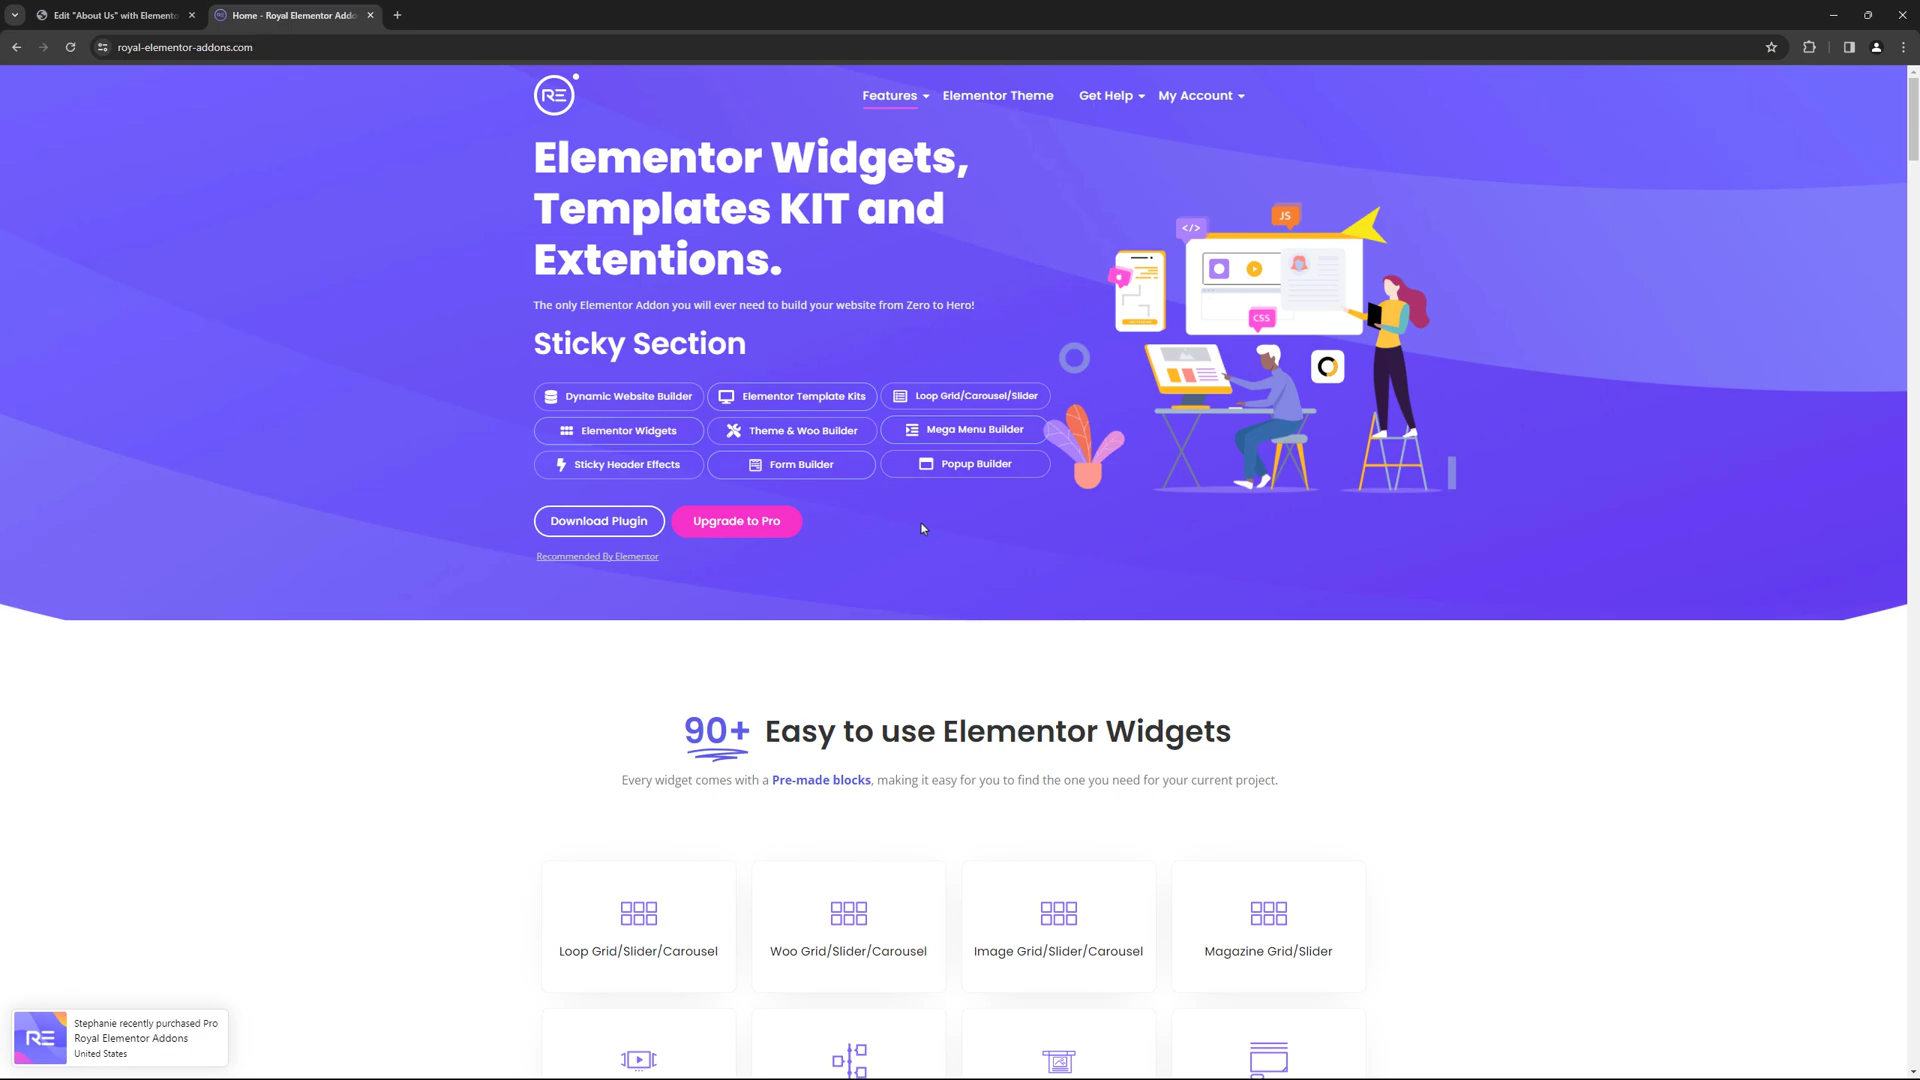 Edit "About Us" with Elemento
Home - Royal Elementor Addo
royal-elementor-addons.com
RE
Features
Elementor Theme
Get Help
My Account
Elementor Widgets,
Templates KIT and
Extentions.
The only Elementor Addon you will ever need to build your website from Zero to Hero!
Sticky Section
JS
</>
CSS
Dynamic Website Builder
Elementor Template Kits
Loop Grid/Carousel/Slider
Elementor Widgets
Theme & Woo Builder
Mega Menu Builder
Sticky Header Effects
Form Builder
Popup Builder
Download Plugin
Upgrade to Pro
Recommended By Elementor
90+ Easy to use Elementor Widgets
Every widget comes with a Pre-made blocks, making it easy for you to find the one you need for your current project.
Loop Grid/Slider/Carousel
Woo Grid/Slider/Carousel
Image Grid/Slider/Carousel
Magazine Grid/Slider
RE
Stephanie recently purchased Pro
Royal Elementor Addons
United States